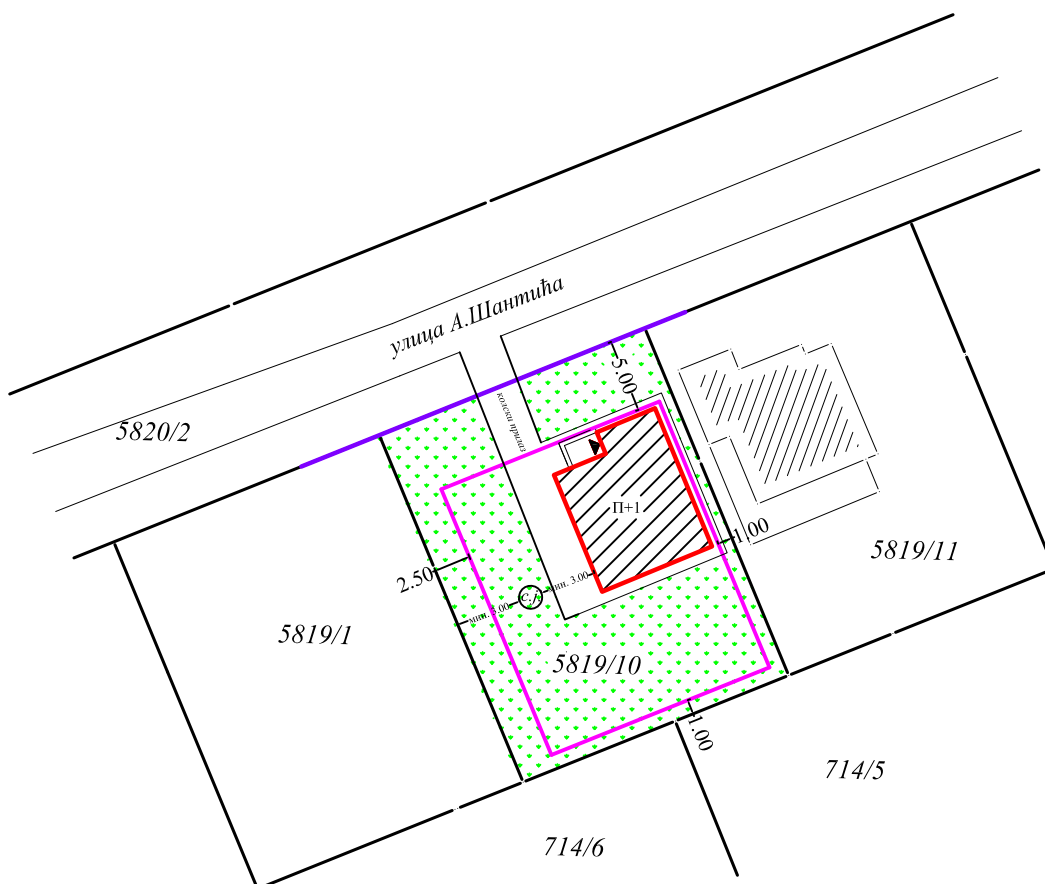 улица А.Шантића
5820/2
5.00
колски прилаз
П+1
1.00
5819/11
2.50
мин. 3.00
с.ј.
мин. 3.00
5819/1
5819/10
1.00
714/5
714/6